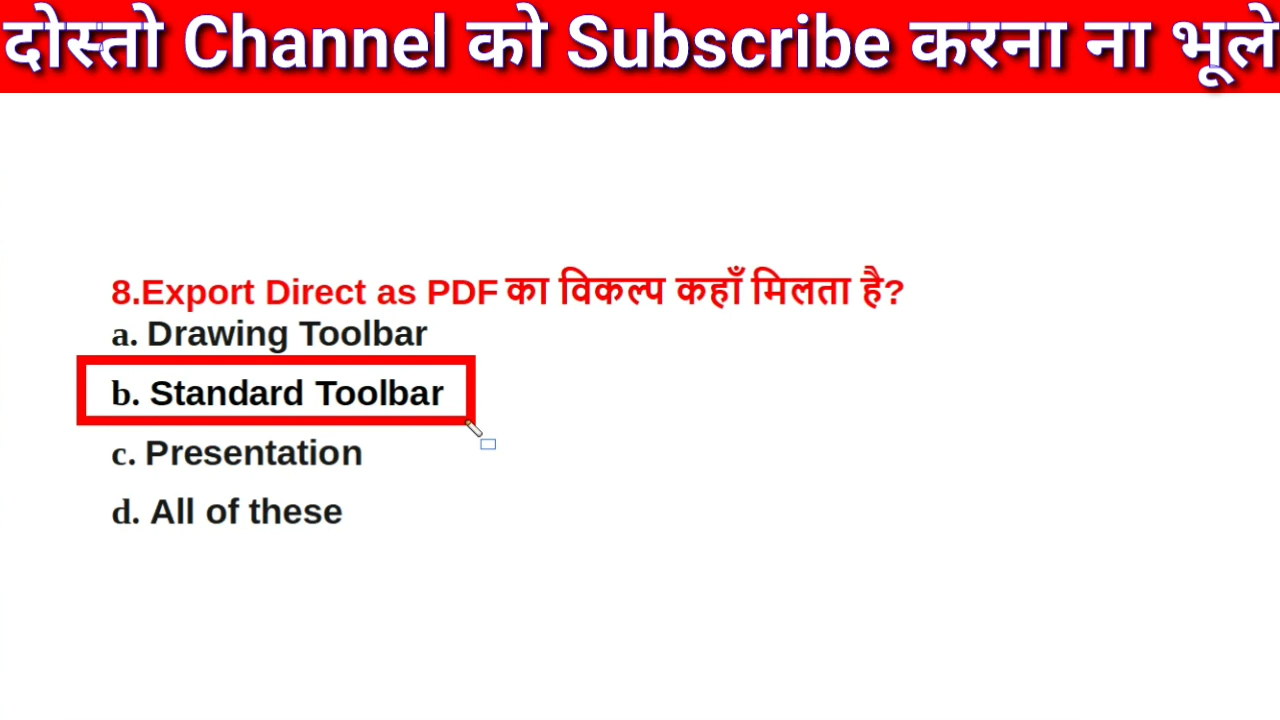 दोस्तो Channel को Subscribe करना ना भूले
8.Export Direct as PDF का विकल्प कहाँ मिलता है?
a. Drawing Toolbar
b. Standard Toolbar
c. Presentation
d. All of these